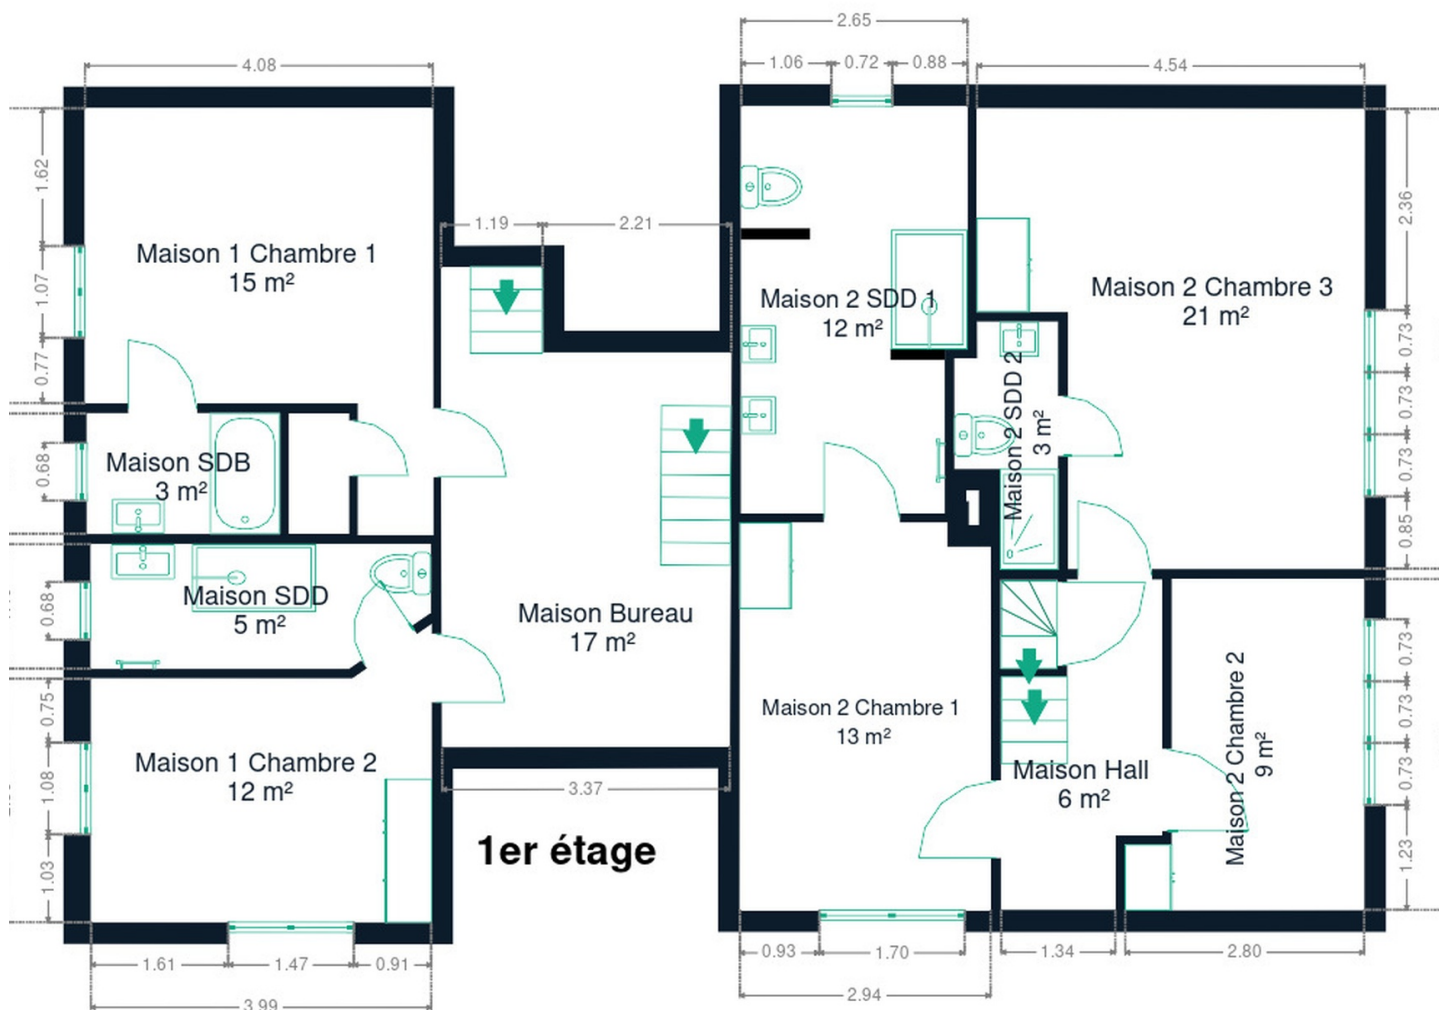 2.65
1.06
0.72
0.88
4.08
4.54
1.62
1.07
0.77
0.68
0.68
0.75
1.08
1.03
Maison 1 Chambre 1
15 m²
1.19
2.21
Maison 2 SDD 1
12 m²
Maison 2 Chambre 3
21 m²
2.36
0.73
0.73
0.73
0.85
Maison 2 SDD 2
3 m²
Maison SDB
3 m²
Maison SDD
5 m²
Maison Bureau
17 m²
Maison 1 Chambre 2
12 m²
Maison 2 Chambre 1
13 m²
Maison Hall
6 m²
Maison 2 Chambre 2
9 m²
0.73
0.73
0.73
1.23
3.37
1er étage
1.61
1.47
0.91
3.99
0.93
1.70
2.94
1.34
2.80